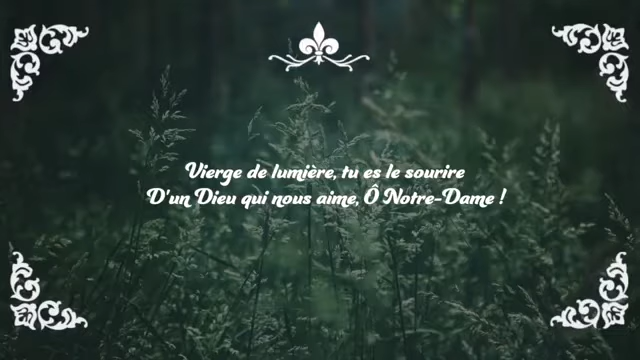 Vierge de lumière, tu es le sourire
D'un Dieu qui nous aime, Ô Notre-Dame !